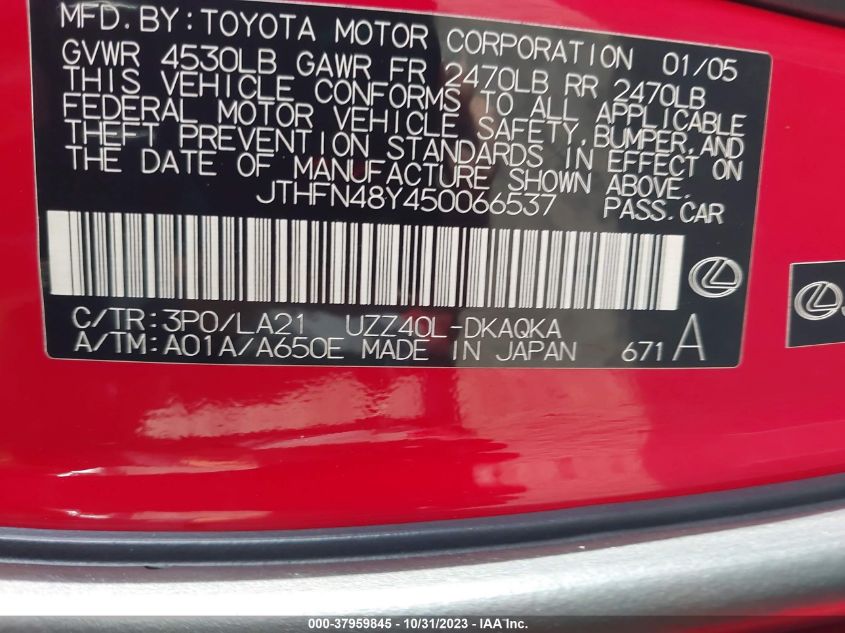 MFD. BY: TOYOTA MOTOR CORPORATION 01/05
GVWR 4530LB GAWR FR 2470LB RR 2470LB
THIS VEHICLE CONFORMS TO ALL APPLICABLE
FEDERAL MOTOR VEHICLE SAFETY, BUMPER, AND
THEFT PREVENTION STANDARDS IN EFFECT ON
THE DATE OF MANUFACTURE SHOWN ABOVE.
JTHFN48Y450066537 PASS. CAR
C/TR: 3P0/LA21 UZZ40L-DKAQKA
A/TM: A01A/A650E MADE IN JAPAN 671 A
000-37959845 - 10/31/2023 - IAA Inc.